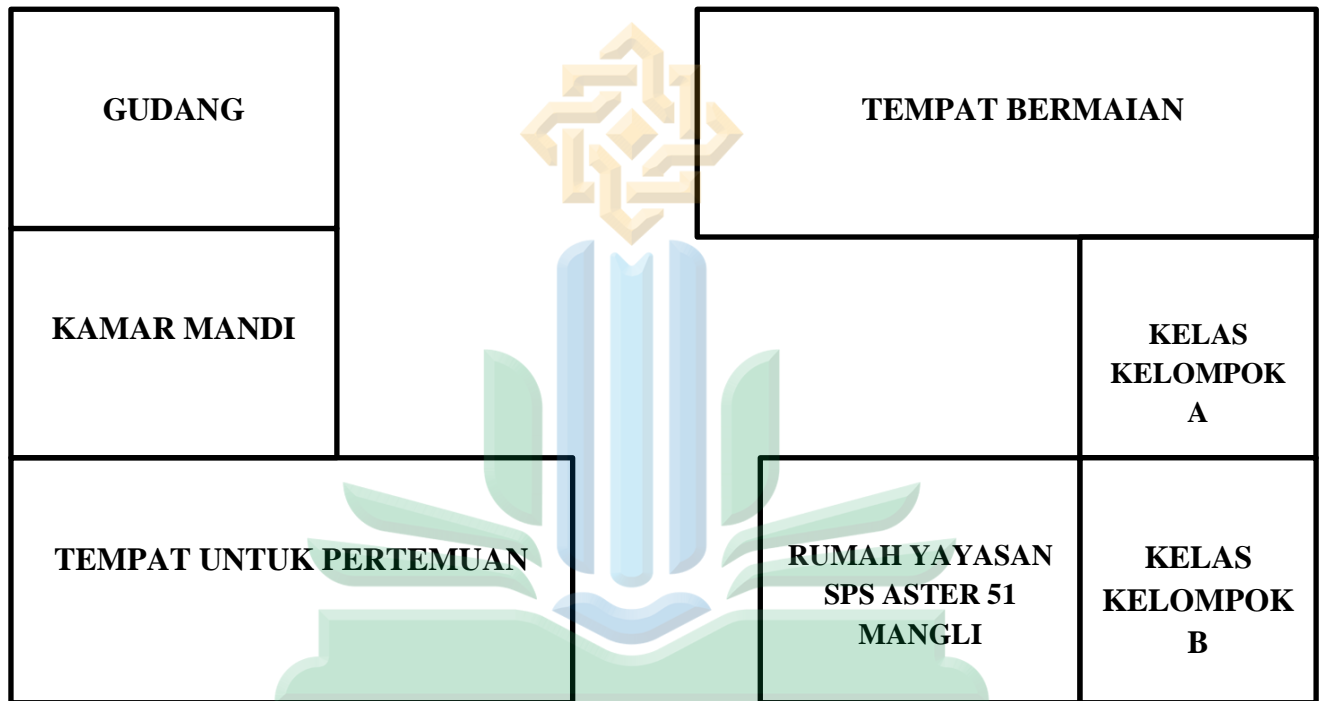 GUDANG
TEMPAT BERMAIAN
KAMAR MANDI
KELAS
KELOMPOK
A
TEMPAT UNTUK PERTEMUAN
RUMAH YAYASAN
SPS ASTER 51
MANGLI
KELAS
KELOMPOK
B